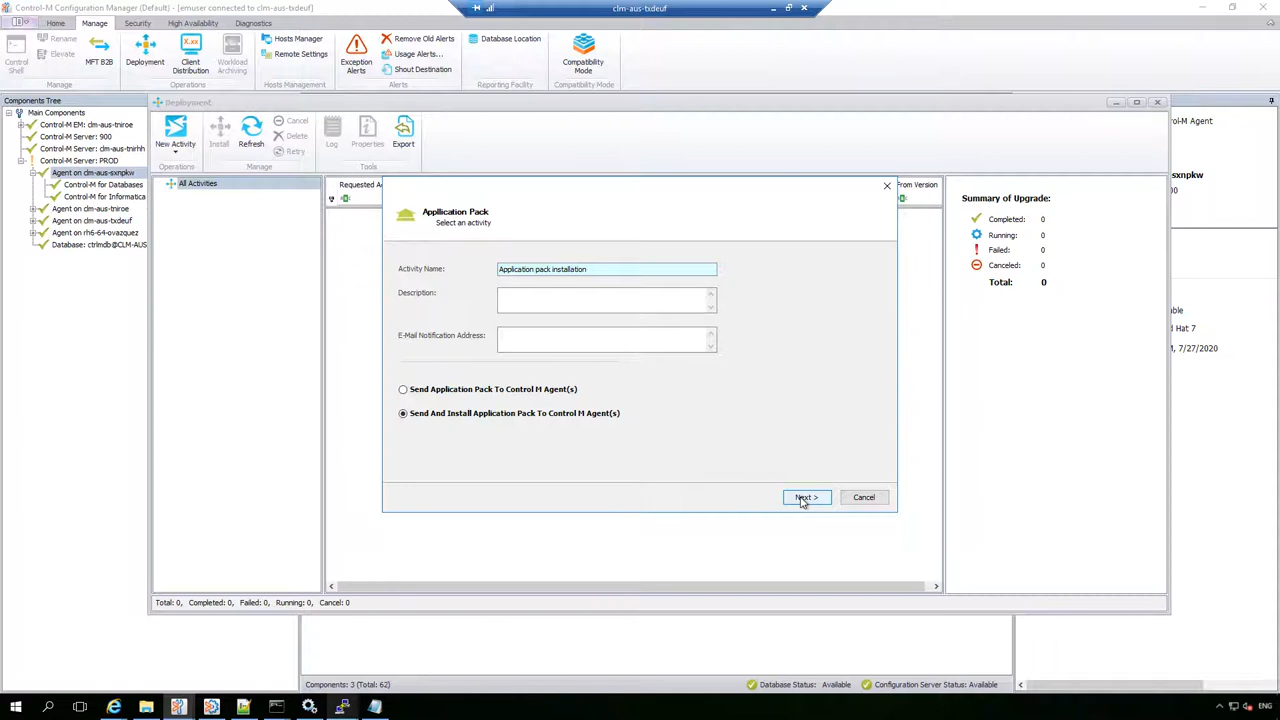 Control-M Configuration Manager (Default) - [emuser connected to clm-aus-txdeuf]
clm-aus-txdeuf
Home
Manage
Security
High Availability
Diagnostics
Control
Shell
Rename
Elevate
MFT B2B
Manage
Deployment
Client
Distribution
Workload
Archiving
Operations
Hosts Manager
Remote Settings
Hosts Management
Exception
Alerts
Remove Old Alerts
Usage Alerts...
Shout Destination
Alerts
Database Location
Reporting Facility
Compatibility
Mode
Compatibility Mode
Components Tree
Main Components
Control-M EM: clm-aus-tniroe
Control-M Server: 900
Control-M Server: clm-aus-tnirhh
Control-M Server: PROD
Agent on clm-aus-sxnpkw
Control-M for Databases
Control-M for Informatica
Agent on clm-aus-tniroe
Agent on clm-aus-txdeuf
Agent on rh6-64-ovazquez
Database: ctrlmdb@CLM-AUS
Deployment
New Activity
Operations
Install
Refresh
Cancel
Delete
Retry
Manage
Log
Properties
Export
Tools
All Activities
Requested A
From Version
Appllication Pack
Select an activity
Activity Name:
Application pack installation
Description:
E-Mail Notification Address:
Send Application Pack To Control M Agent(s)
Send And Install Application Pack To Control M Agent(s)
Next >
Cancel
Summary of Upgrade:
Completed: 0
Running: 0
Failed: 0
Canceled: 0
Total: 0
Total: 0, Completed: 0, Failed: 0, Running: 0, Cancel: 0
ol-M Agent
sxnpkw
00
able
d Hat 7
M, 7/27/2020
Components: 3 (Total: 62)
Database Status: Available
Configuration Server Status: Available
ENG